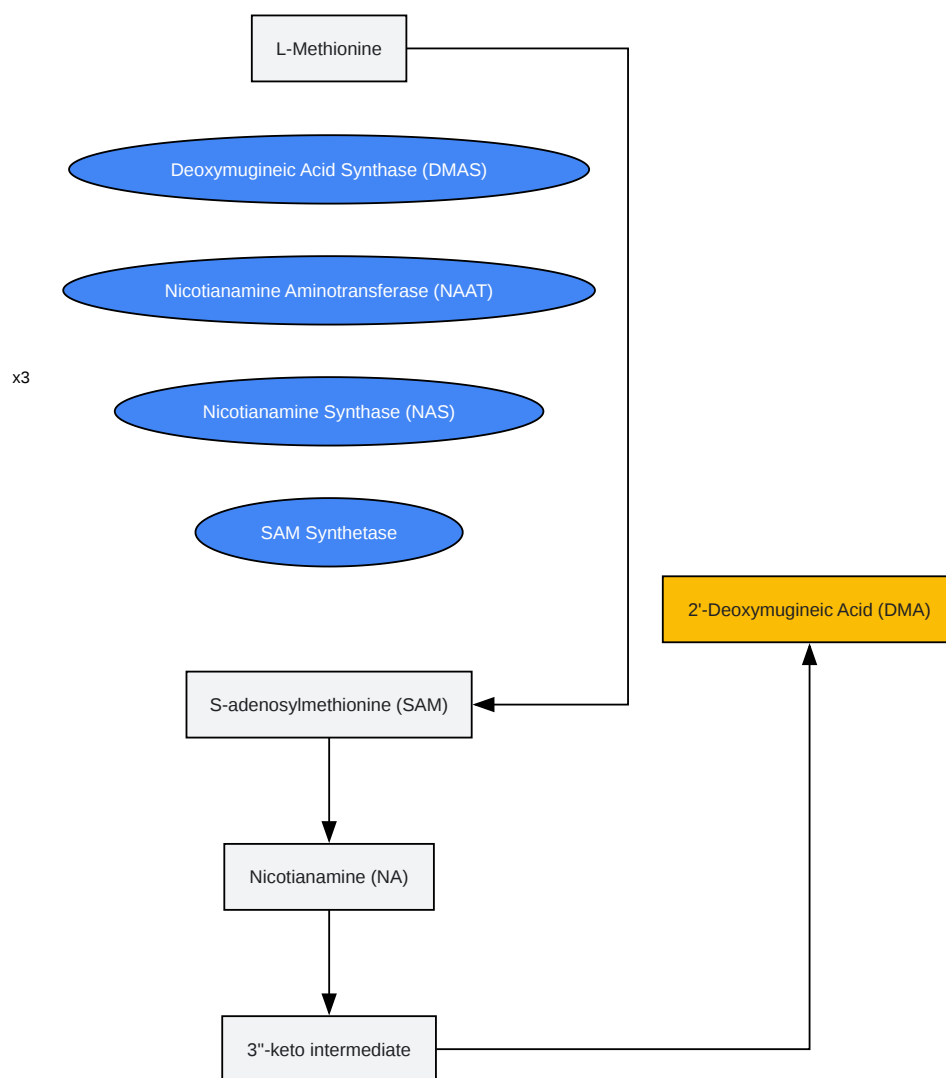 L-Methionine
Deoxymugineic Acid Synthase (DMAS)
Nicotianamine Aminotransferase (NAAT)
x3
Nicotianamine Synthase (NAS)
SAM Synthetase
2'-Deoxymugineic Acid (DMA)
S-adenosylmethionine (SAM)
Nicotianamine (NA)
3"-keto intermediate